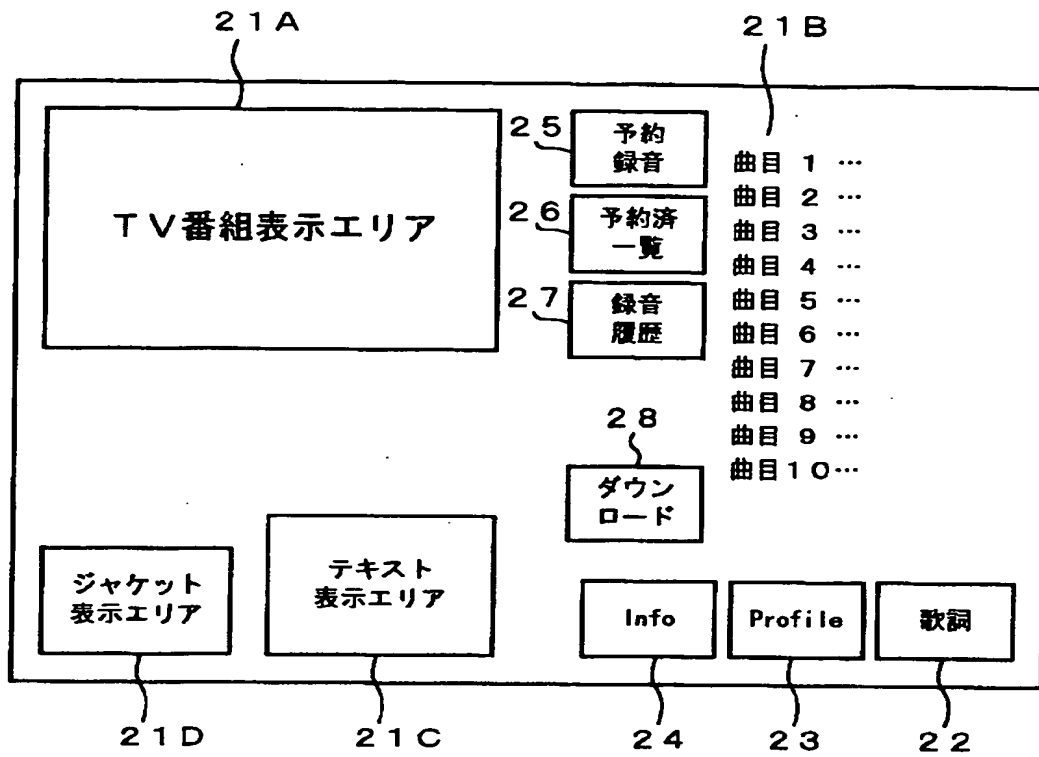 21A
21B
TV番組表示エリア
25
予約
録音
26
予約済
一覧
27
録音
履歴
曲目 1 …
曲目 2 …
曲目 3 …
曲目 4 …
曲目 5 …
曲目 6 …
曲目 7 …
曲目 8 …
曲目 9 …
曲目10…
28
ダウン
ロード
ジャケット
表示エリア
テキスト
表示エリア
Info
Profile
歌詞
21D
21C
24
23
22